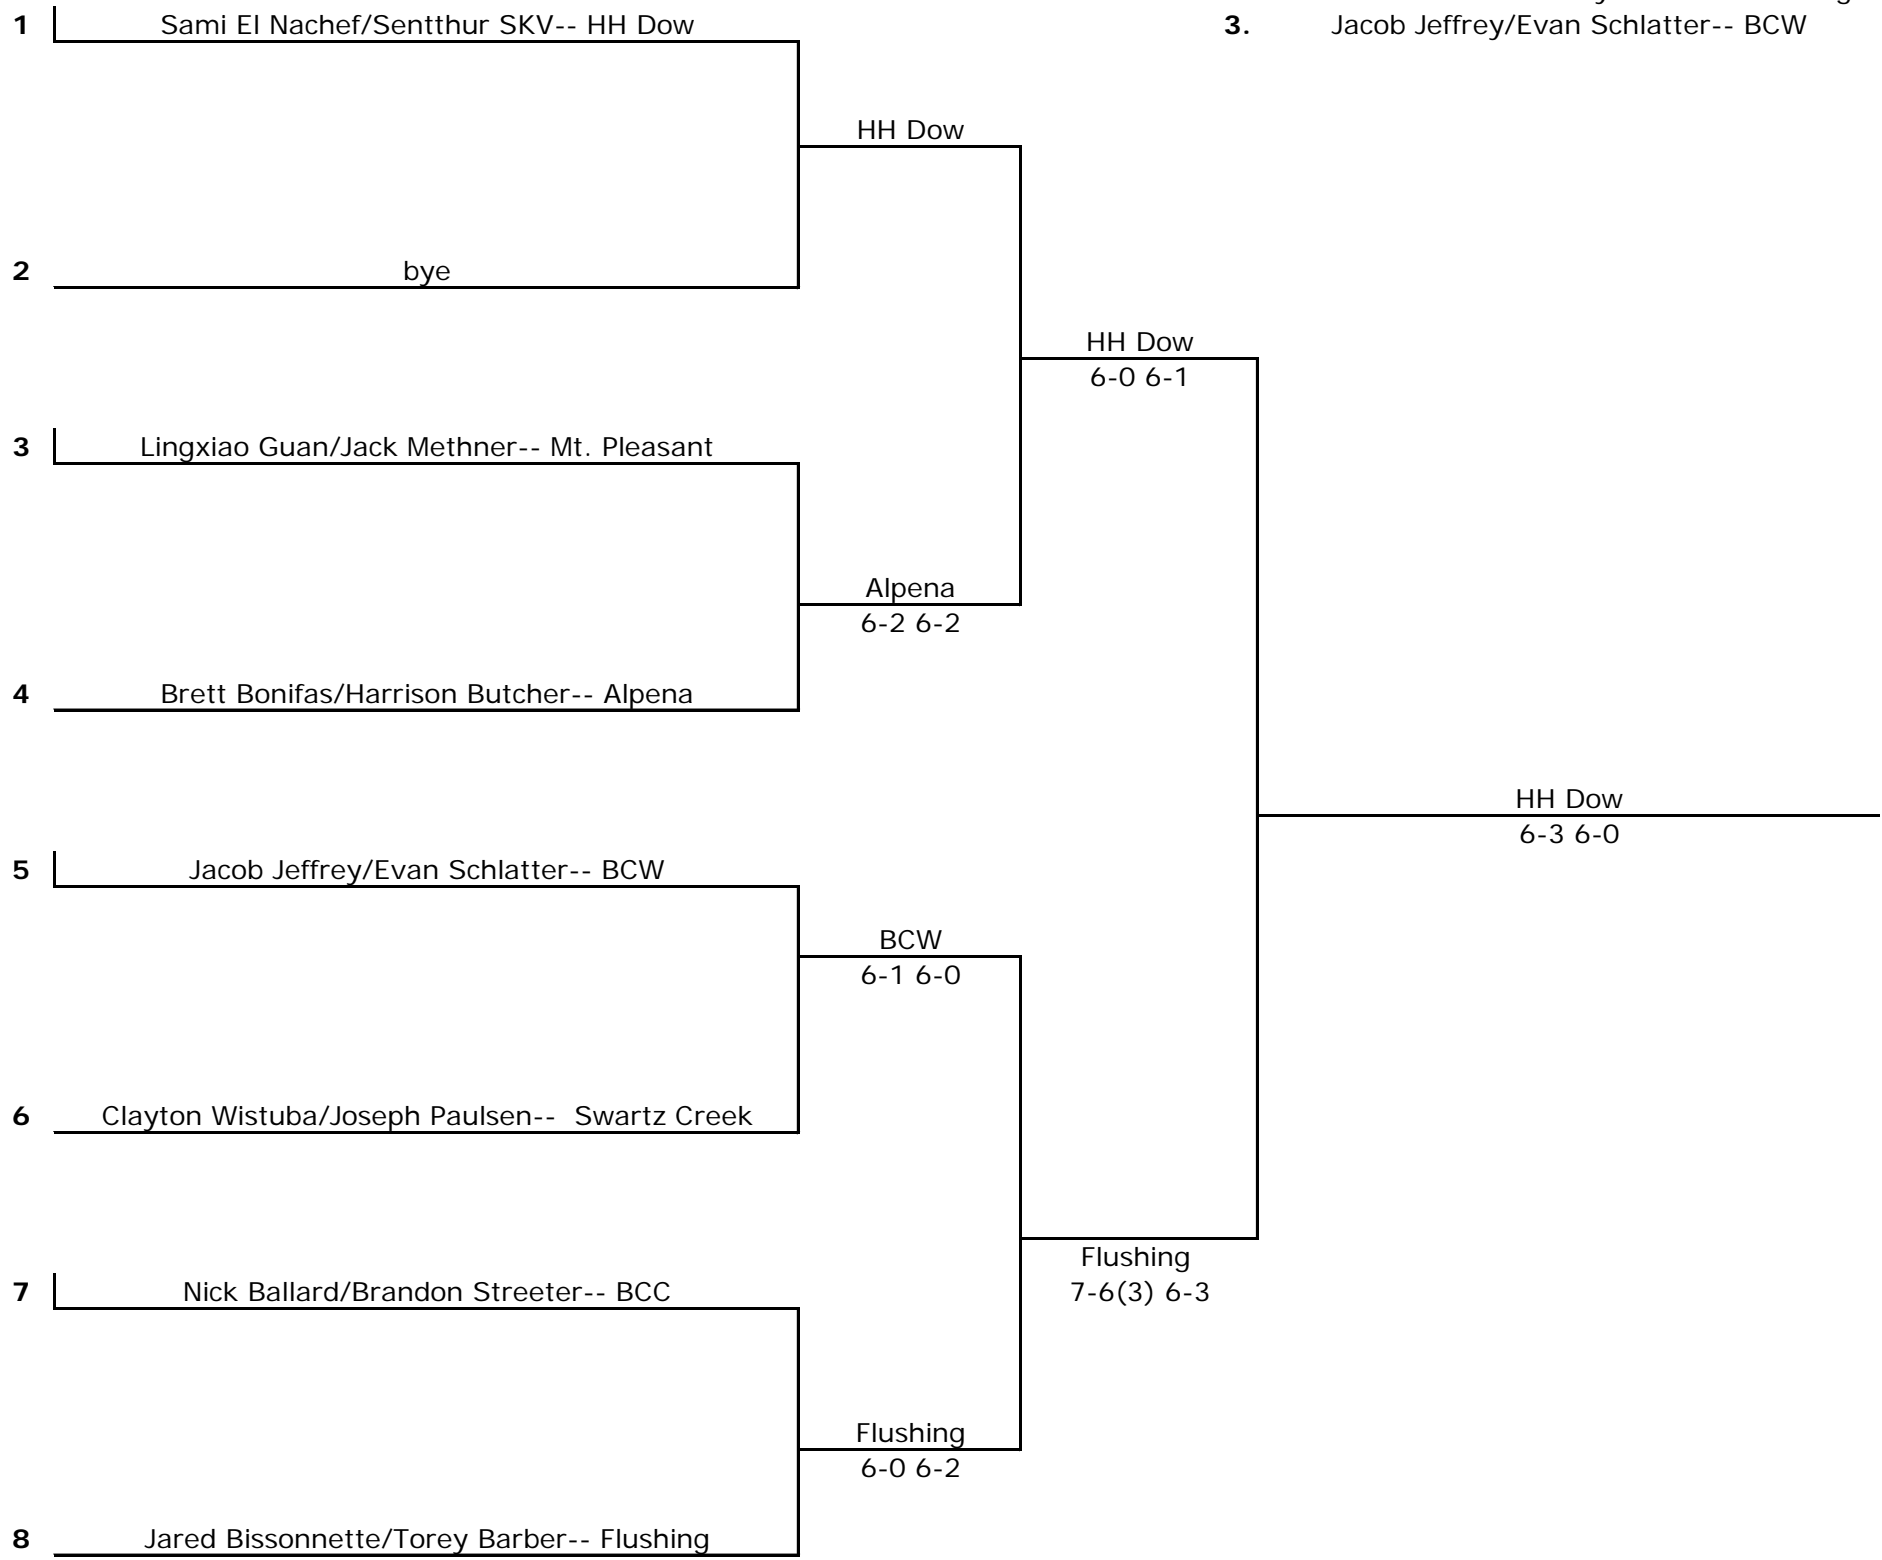 1 Sami El Nachef/Sentthur SKV-- HH Dow
3. Jacob Jeffrey/Evan Schlatter-- BCW
HH Dow
2 bye
HH Dow
6-0 6-1
3 Lingxiao Guan/Jack Methner-- Mt. Pleasant
Alpena
6-2 6-2
4 Brett Bonifas/Harrison Butcher-- Alpena
HH Dow
6-3 6-0
5 Jacob Jeffrey/Evan Schlatter-- BCW
BCW
6-1 6-0
6 Clayton Wistuba/Joseph Paulsen-- Swartz Creek
Flushing
7-6(3) 6-3
7 Nick Ballard/Brandon Streeter-- BCC
Flushing
6-0 6-2
8 Jared Bissonnette/Torey Barber-- Flushing